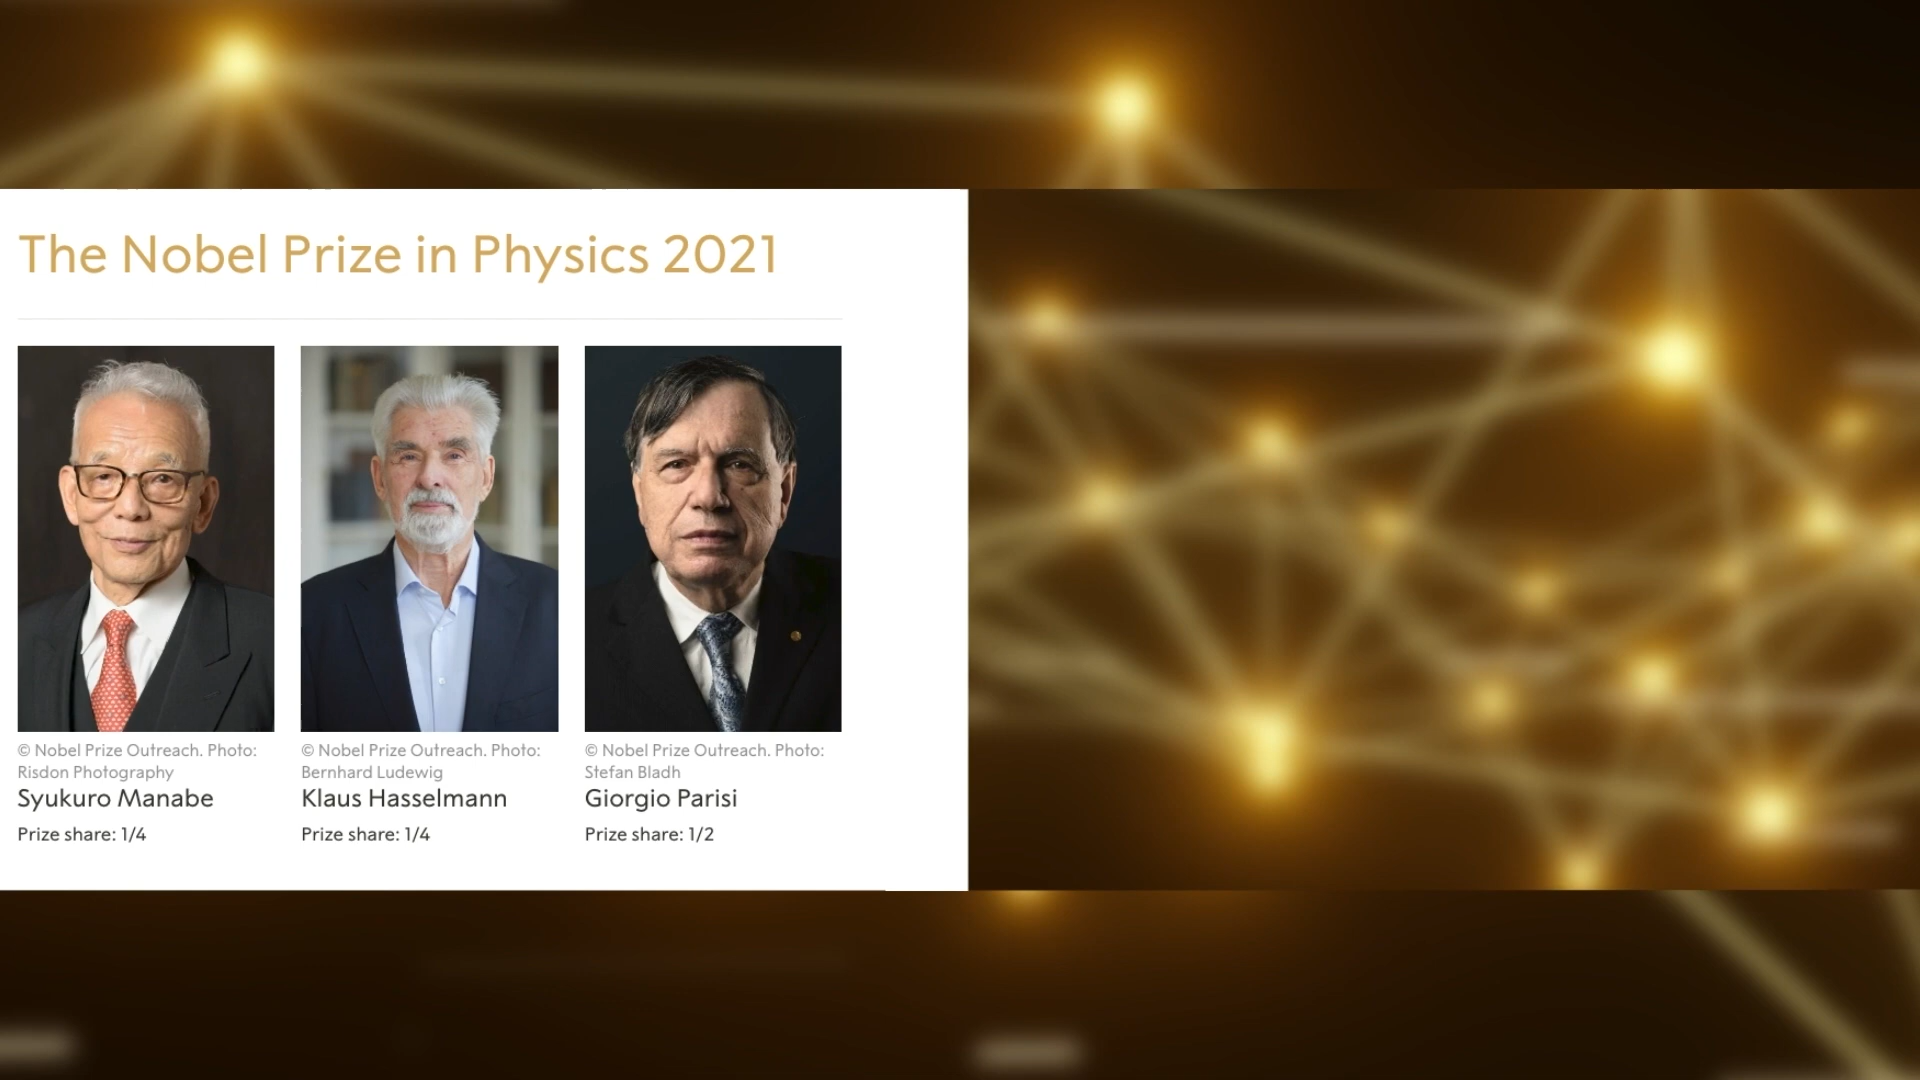 The Nobel Prize in Physics 2021
© Nobel Prize Outreach. Photo:
Risdon Photography
Syukuro Manabe
Prize share: 1/4
© Nobel Prize Outreach. Photo:
Bernhard Ludewig
Klaus Hasselmann
Prize share: 1/4
© Nobel Prize Outreach. Photo:
Stefan Bladh
Giorgio Parisi
Prize share: 1/2